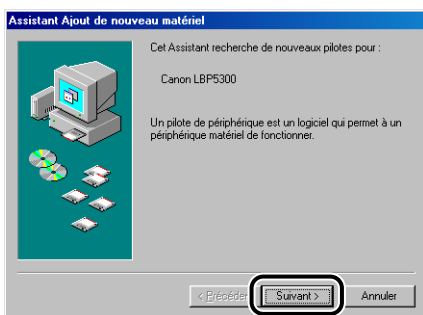 Assistant Ajout de nouveau matériel
Cet Assistant recherche de nouveaux pilotes pour :
Canon LBP5300
Un pilote de périphérique est un logiciel qui permet à un
périphérique matériel de fonctionner.
< Précéden Suivant > Annuler